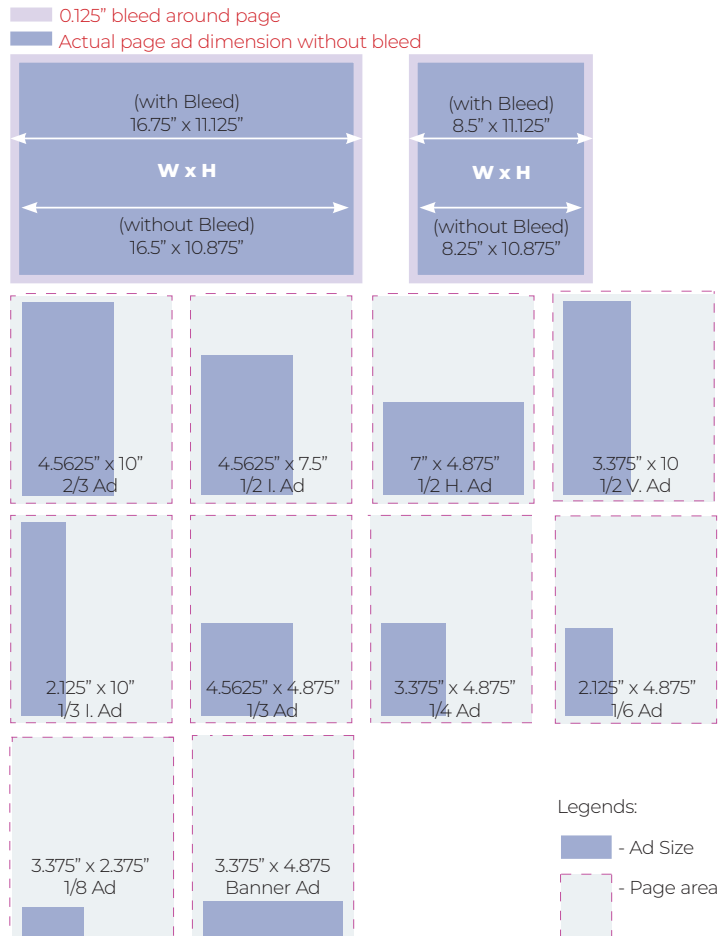 0.125” bleed around page
Actual page ad dimension without bleed
(with Bleed)
16.75” x 11.125”
W x H
(without Bleed)
16.5” x 10.875”
(with Bleed)
8.5” x 11.125”
W x H
(without Bleed)
8.25” x 10.875”
4.5625” x 10”
2/3 Ad
4.5625” x 7.5”
1/2 I. Ad
7” x 4.875”
1/2 H. Ad
3.375” x 10
1/2 V. Ad
2.125” x 10”
1/3 I. Ad
4.5625” x 4.875”
1/3 Ad
3.375” x 4.875”
1/4 Ad
2.125” x 4.875”
1/6 Ad
3.375” x 2.375”
1/8 Ad
3.375” x 4.875
Banner Ad
Legends:
- Ad Size
- Page area